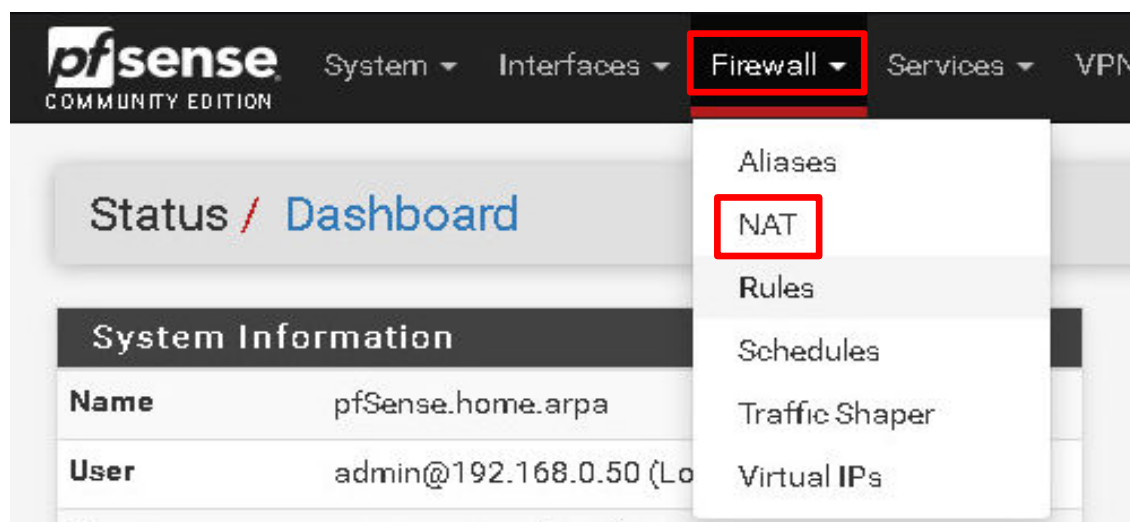 pfsense
COMMUNITY EDITION
System Interfaces Firewall Services VPN
Aliases
NAT
Rules
Schedules
Traffic Shaper
Virtual IPs
Status / Dashboard
System Information
Name pfSense.home.arpa
User admin@192.168.0.50 (Lo